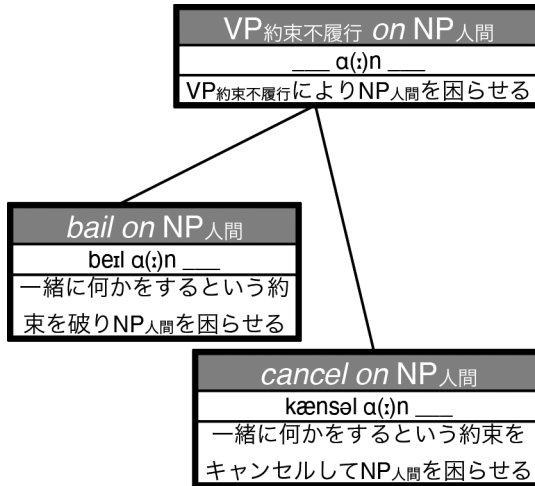 VP約束不履行 on NP人間
___ ɑ(ː)n ___
VP約束不履行によりNP人間を困らせる
bail on NP人間
beɪl ɑ(ː)n ___
一緒に何かをするという約
束を破りNP人間を困らせる
cancel on NP人間
kænsəl ɑ(ː)n ___
一緒に何かをするという約束を
キャンセルしてNP人間を困らせる